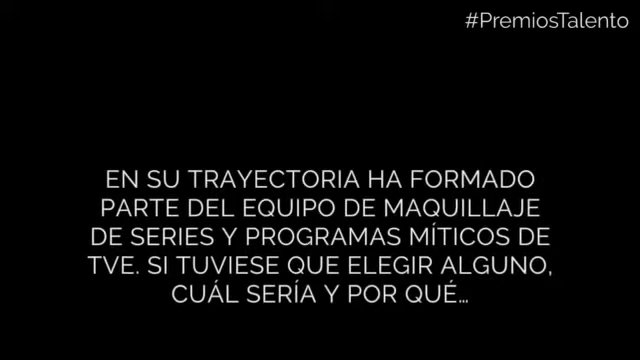 #PremiosTalento
EN SU TRAYECTORIA HA FORMADO
PARTE DEL EQUIPO DE MAQUILLAJE
DE SERIES Y PROGRAMAS MÍTICOS DE
TVE. SI TUVIESE QUE ELEGIR ALGUNO,
CUÁL SERÍA Y POR QUÉ...